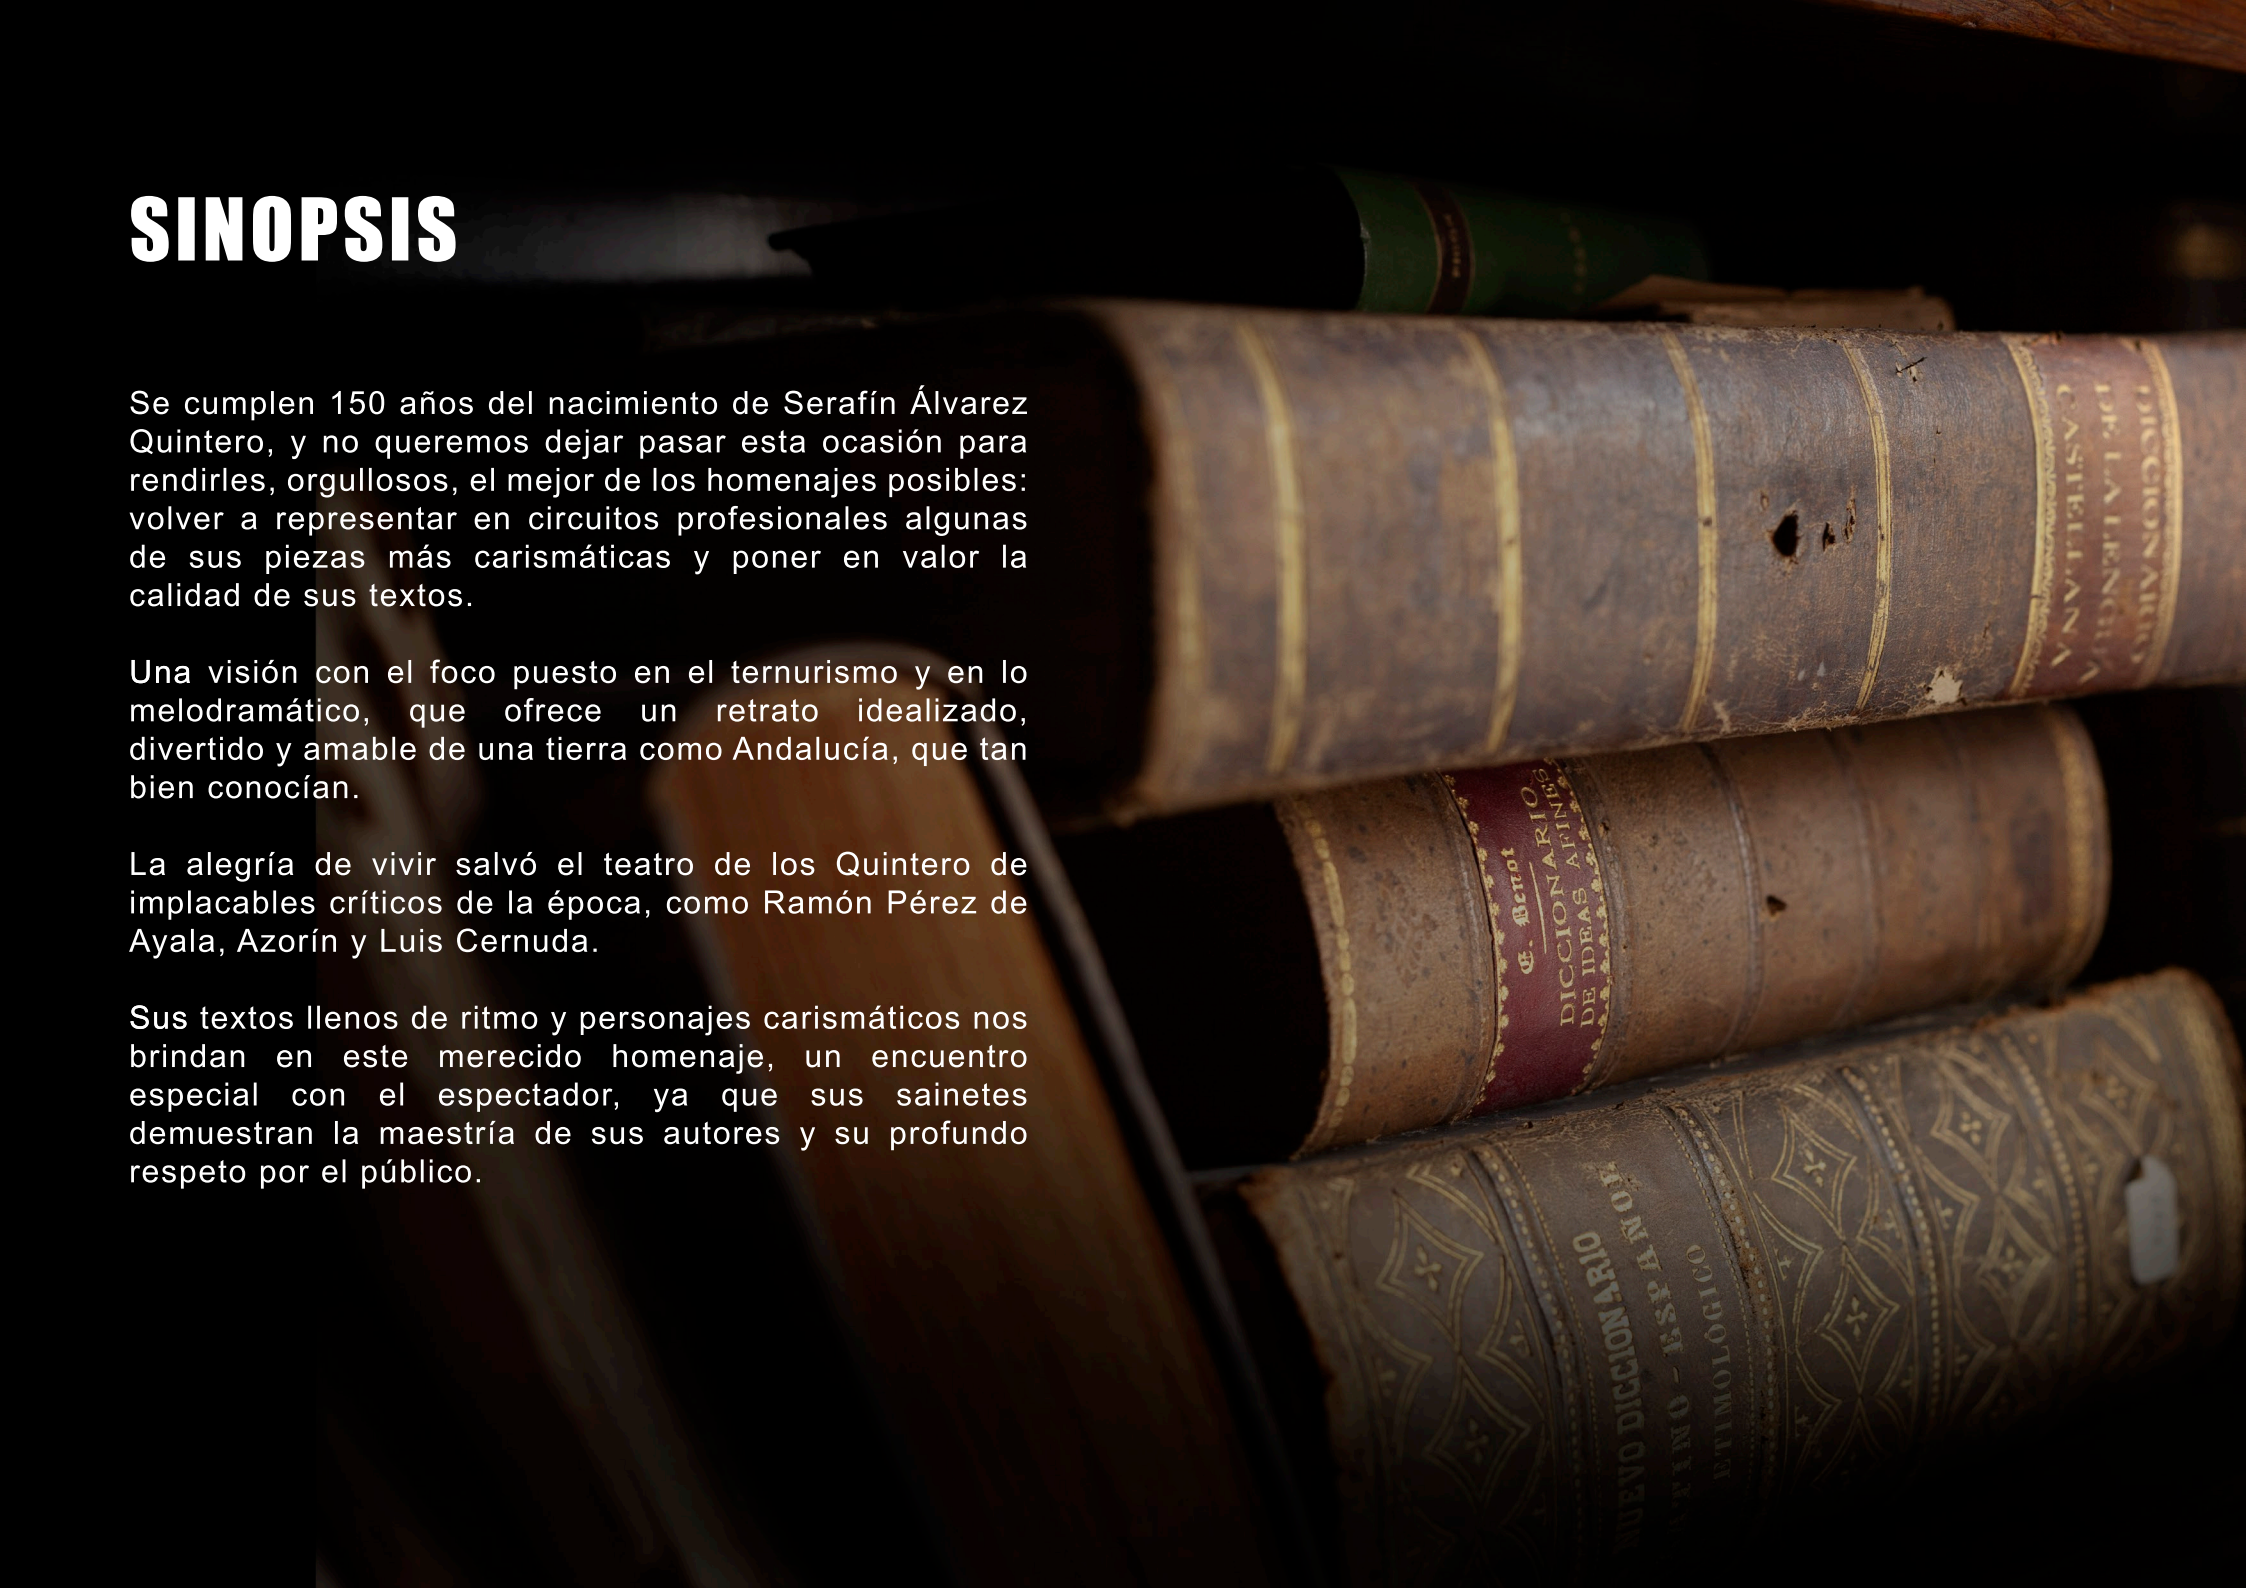 SINOPSIS
Se cumplen 150 años del nacimiento de Serafín Álvarez
Quintero, y no queremos dejar pasar esta ocasión para
rendirles, orgullosos, el mejor de los homenajes posibles:
volver a representar en circuitos profesionales algunas
de sus piezas más carismáticas y poner en valor la
calidad de sus textos.
Una visión con el foco puesto en el ternurismo y en lo
melodramático, que ofrece un retrato idealizado,
divertido y amable de una tierra como Andalucía, que tan
bien conocían.
La alegría de vivir salvó el teatro de los Quintero de
implacables críticos de la época, como Ramón Pérez de
Ayala, Azorín y Luis Cernuda.
Sus textos llenos de ritmo y personajes carismáticos nos
brindan en este merecido homenaje, un encuentro
especial con el espectador, ya que sus sainetes
demuestran la maestría de sus autores y su profundo
respeto por el público.
DICCIONARIO
DE LA LENGUA
CASTELLANA
E. Benot
DICCIONARIO
DE IDEAS AFINES
NUEVO DICCIONARIO
LATINO - ESPAÑOL
ETIMOLÓGICO